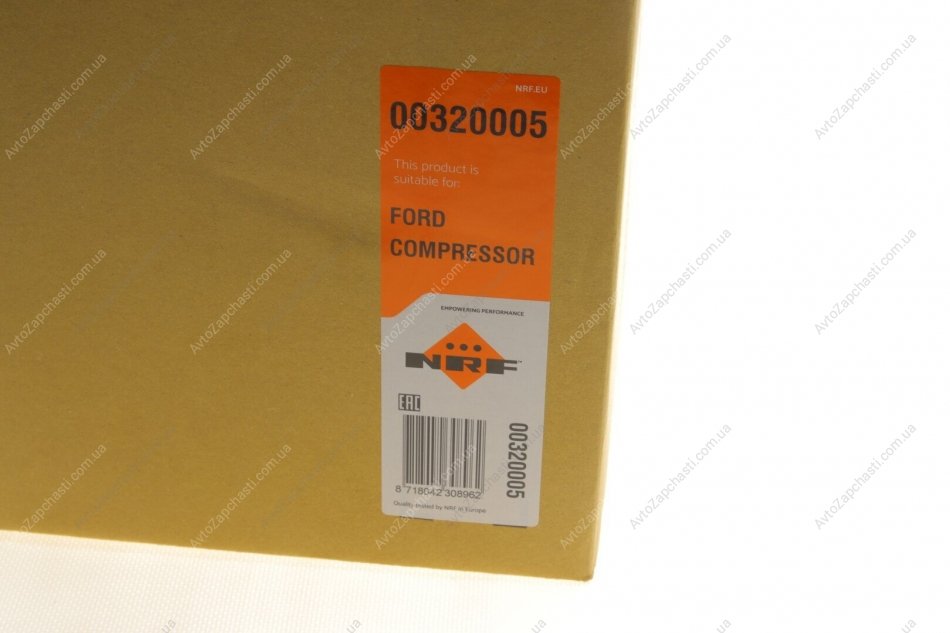 NRF.EU
00320005
This product is
suitable for:
FORD
COMPRESSOR
EMPOWERING PERFORMANCE
NRF™
EAC
00320005
8 718042 308962
Quality tested by NRF in Europe
AvtoZapchasti.com.ua